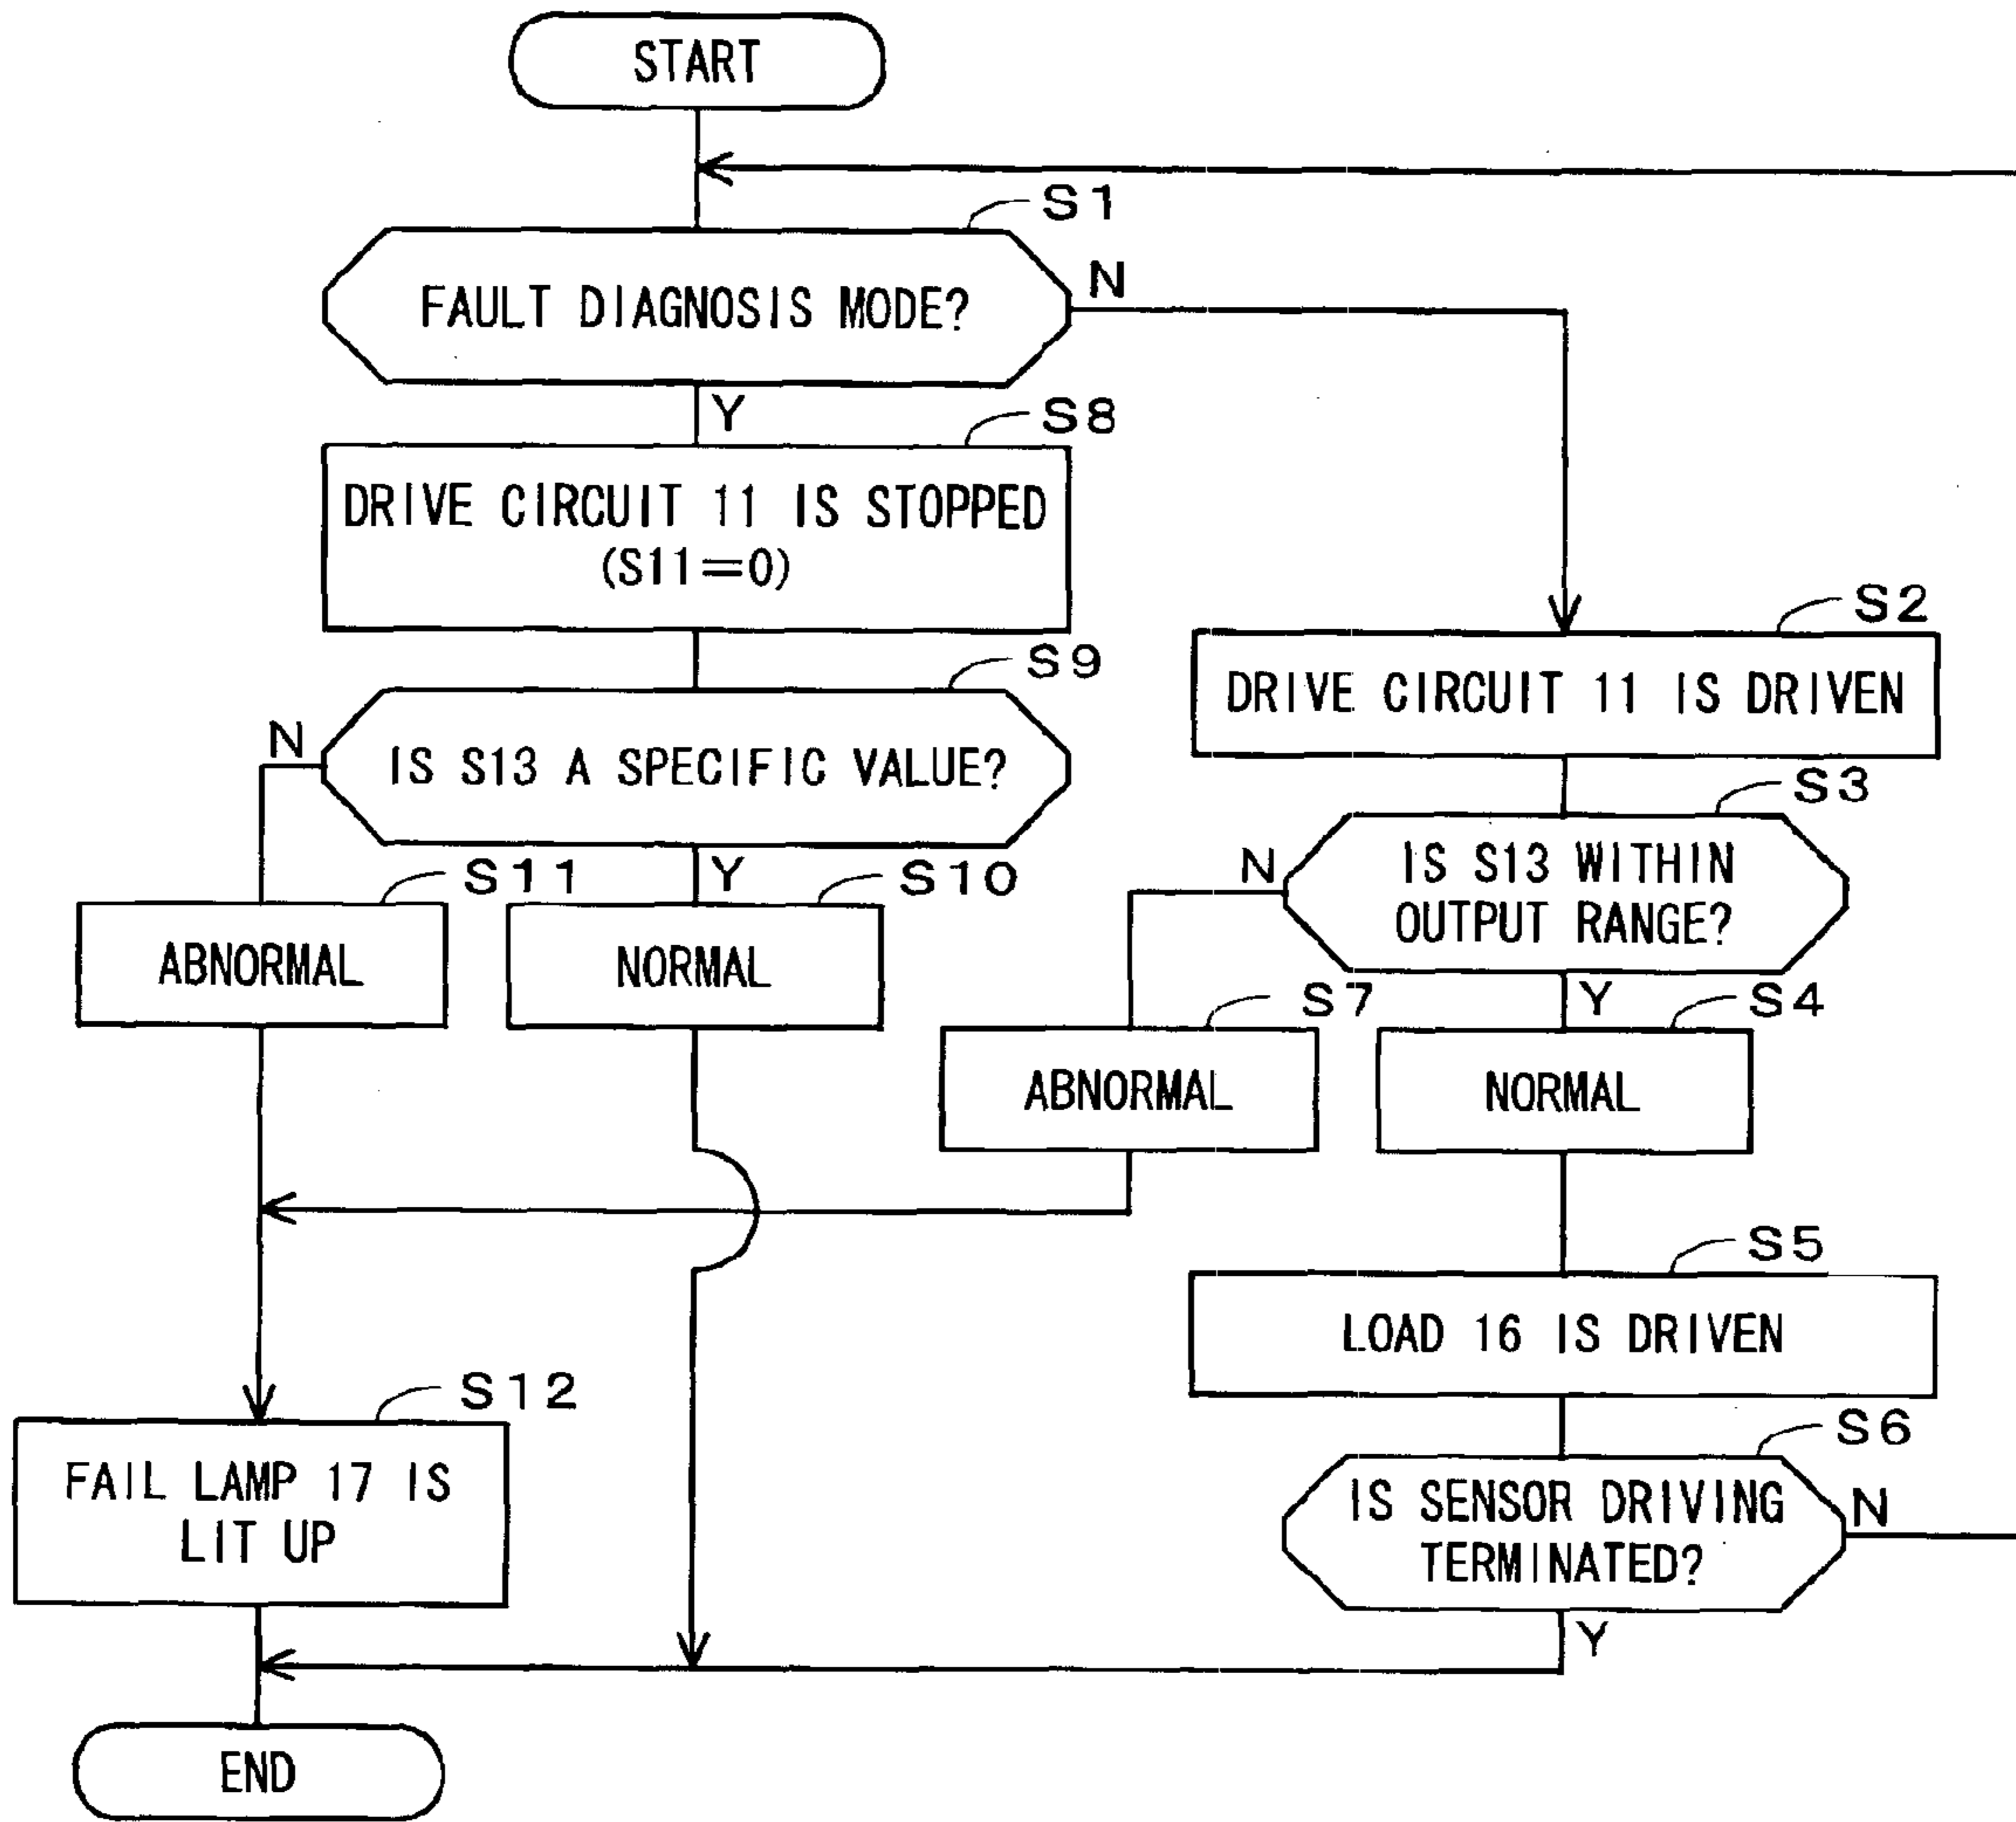 START
S1
FAULT DIAGNOSIS MODE?
N
Y
S8
DRIVE CIRCUIT 11 IS STOPPED
(S11=0)
S2
DRIVE CIRCUIT 11 IS DRIVEN
S9
IS S13 A SPECIFIC VALUE?
N
Y
S3
IS S13 WITHIN
OUTPUT RANGE?
N
Y
S11
ABNORMAL
S10
NORMAL
S7
ABNORMAL
S4
NORMAL
S5
LOAD 16 IS DRIVEN
S12
FAIL LAMP 17 IS
LIT UP
S6
IS SENSOR DRIVING
TERMINATED?
N
Y
END